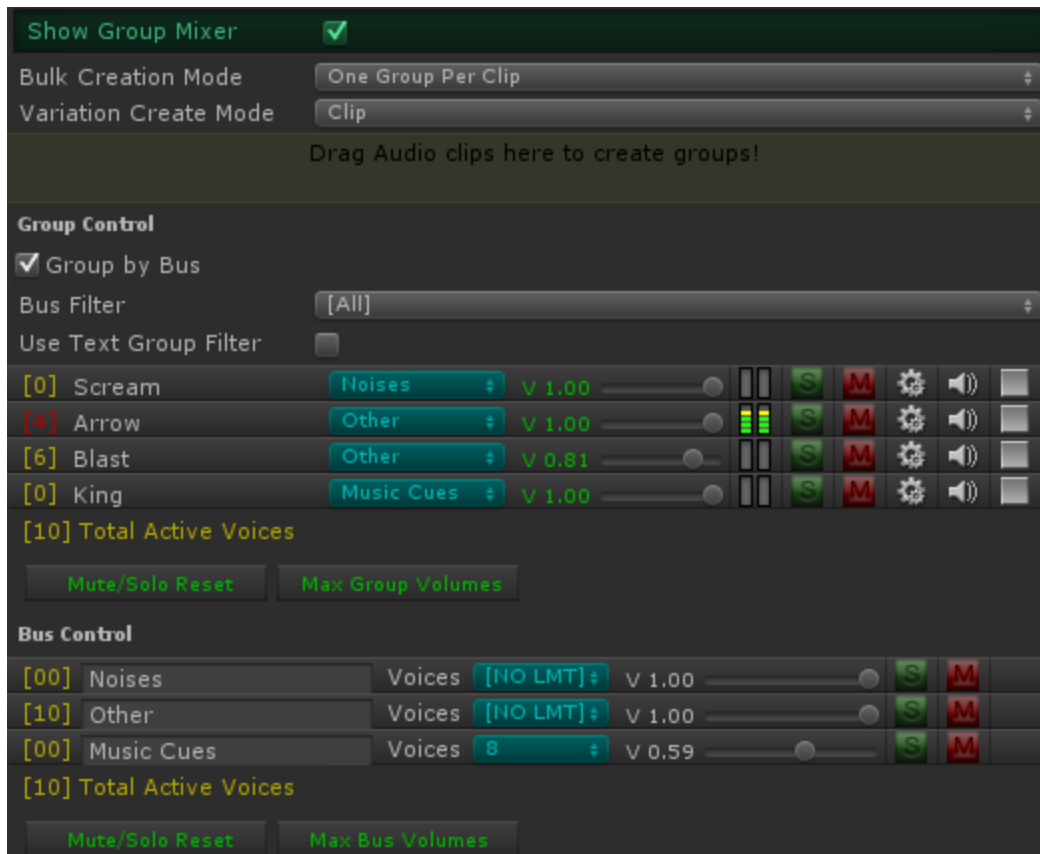 Show Group Mixer
Bulk Creation Mode One Group Per Clip
Variation Create Mode Clip
Drag Audio clips here to create groups!
Group Control
Group by Bus
Bus Filter [All]
Use Text Group Filter
[0] Scream Noises V 1.00 S M
[4] Arrow Other V 1.00 S M
[6] Blast Other V 0.81 S M
[0] King Music Cues V 1.00 S M
[10] Total Active Voices
Mute/Solo Reset Max Group Volumes
Bus Control
[00] Noises Voices [NO LMT] V 1.00 S M
[10] Other Voices [NO LMT] V 1.00 S M
[00] Music Cues Voices 8 V 0.59 S M
[10] Total Active Voices
Mute/Solo Reset Max Bus Volumes